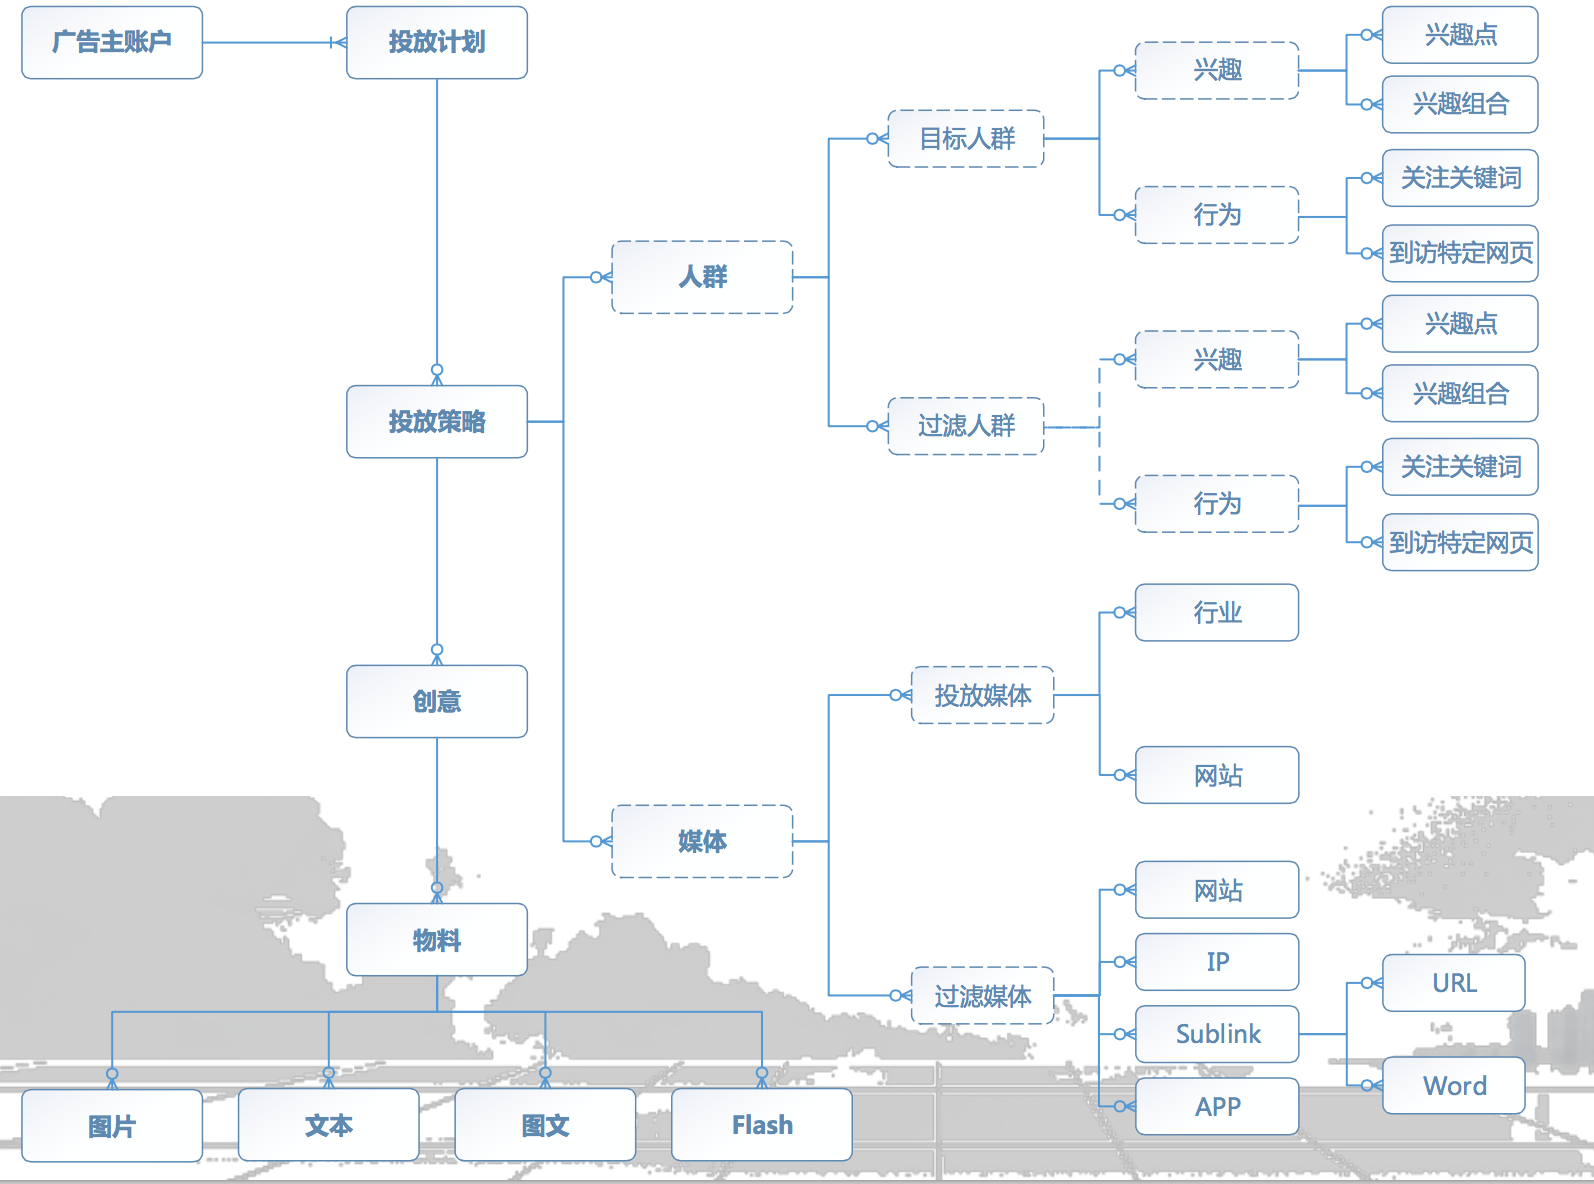 广告主账户
投放计划
兴趣点
兴趣
兴趣组合
目标人群
关注关键词
行为
到访特定网页
人群
兴趣点
兴趣
兴趣组合
投放策略
过滤人群
关注关键词
行为
到访特定网页
行业
创意
投放媒体
网站
媒体
网站
物料
IP
过滤媒体
URL
Sublink
Word
APP
图片
文本
图文
Flash